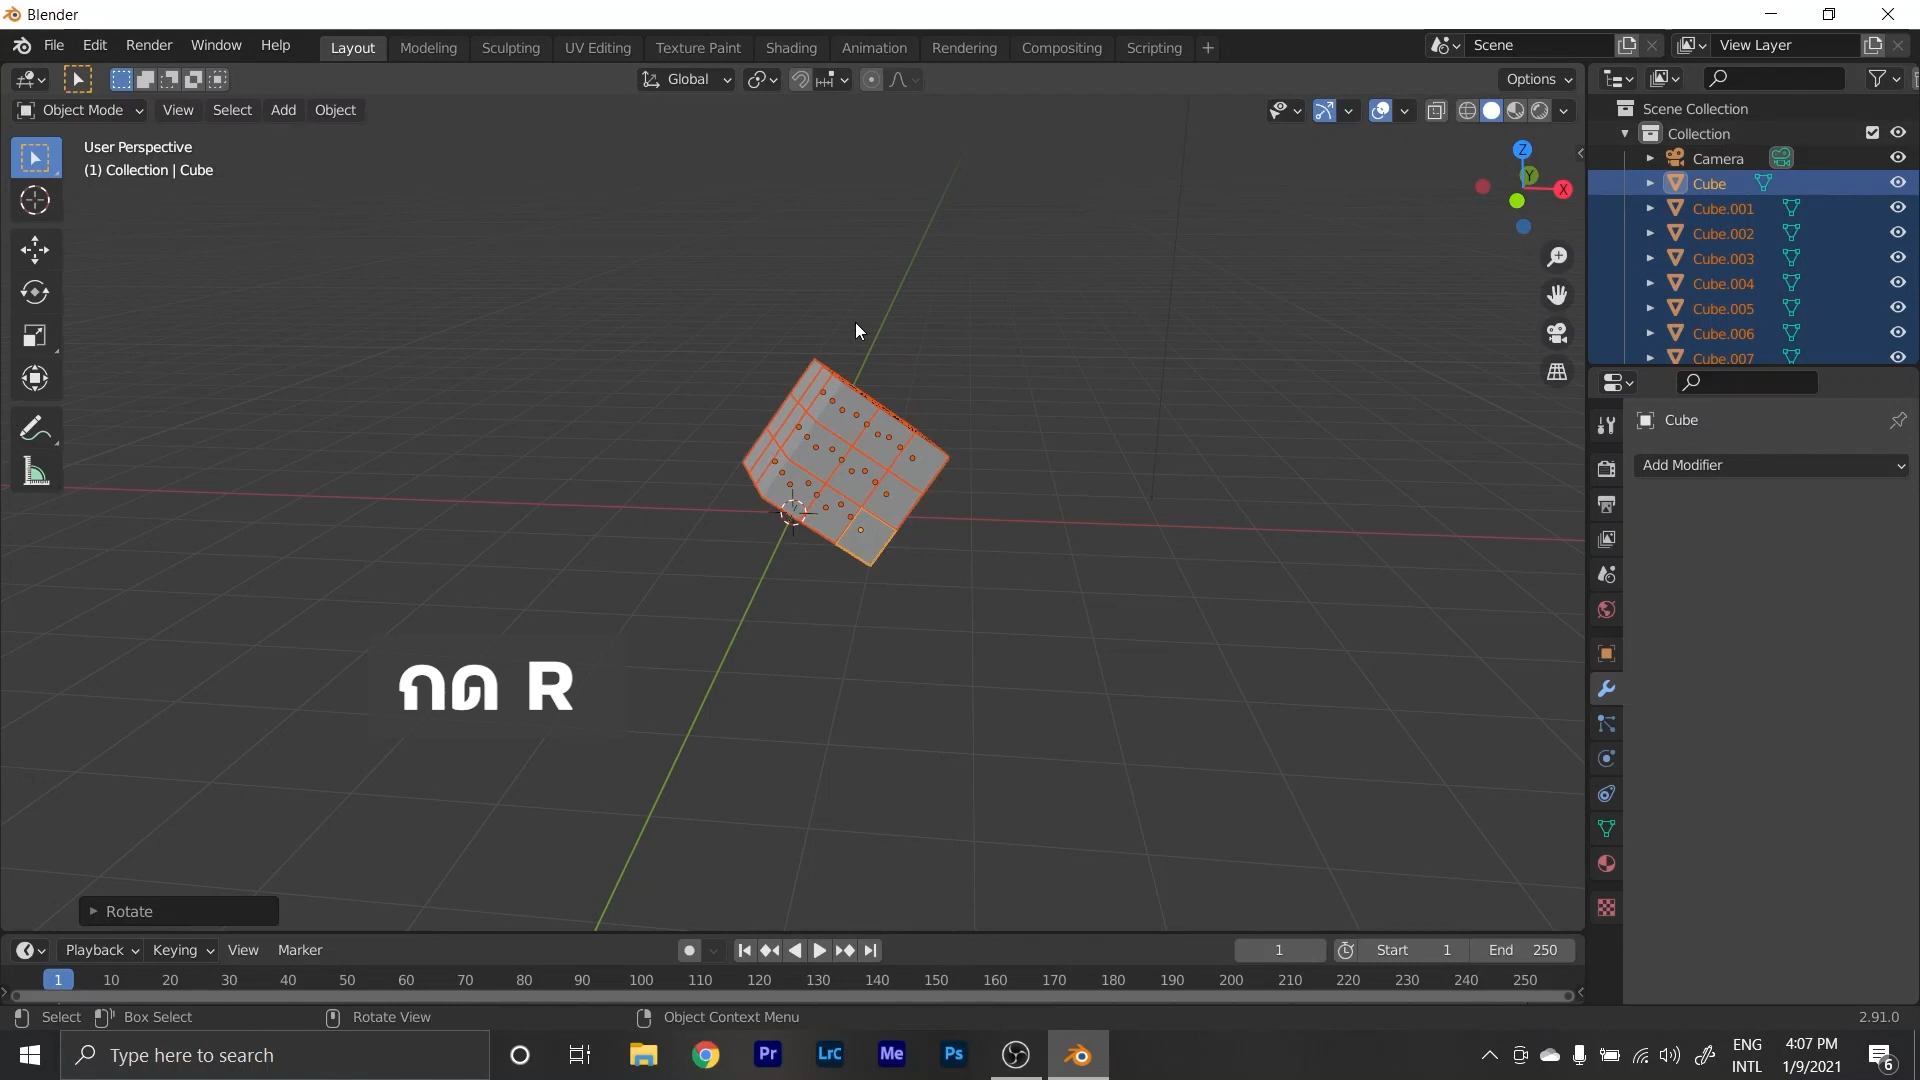 Blender
File Edit Render Window Help Layout Modeling Sculpting UV Editing Texture Paint Shading Animation Rendering Compositing Scripting + Scene View Layer
Global Options
Object Mode View Select Add Object
User Perspective
(1) Collection | Cube
Z
Y
X
Scene Collection
Collection
Camera
Cube
Cube.001
Cube.002
Cube.003
Cube.004
Cube.005
Cube.006
Cube.007
Cube
Add Modifier
กด R
Rotate
Playback Keying View Marker 1 Start 1 End 250
1 10 20 30 40 50 60 70 80 90 100 110 120 130 140 150 160 170 180 190 200 210 220 230 240 250
Select Box Select Rotate View Object Context Menu 2.91.0
Type here to search Pr LrC Me Ps ENG 4:07 PM
INTL 1/9/2021 6